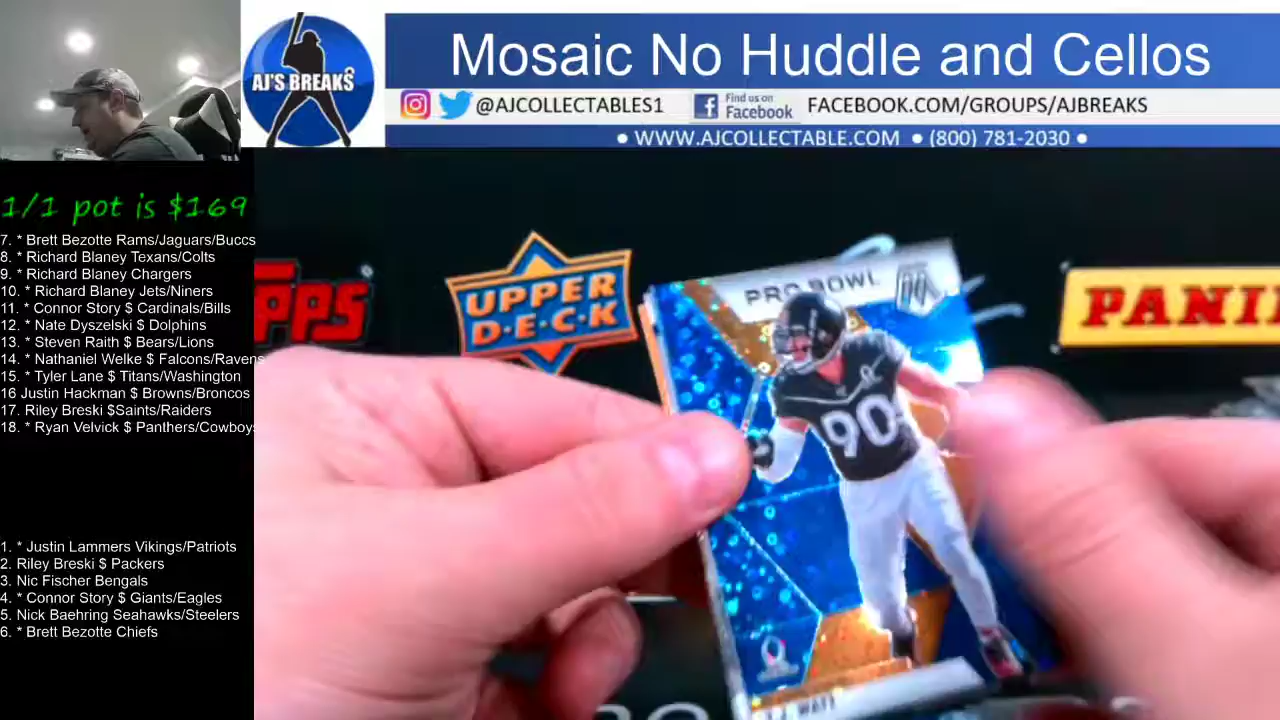 Mosaic No Huddle and Cellos
AJ'S BREAKS
@AJCOLLECTABLES1
Find us on
Facebook
FACEBOOK.COM/GROUPS/AJBREAKS
• WWW.AJCOLLECTABLE.COM • (800) 781-2030 •
1/1 pot is $169
7. * Brett Bezotte Rams/Jaguars/Buccs
8. * Richard Blaney Texans/Colts
9. * Richard Blaney Chargers
10. * Richard Blaney Jets/Niners
11. * Connor Story $ Cardinals/Bills
12. * Nate Dyszelski $ Dolphins
13. * Steven Raith $ Bears/Lions
14. * Nathaniel Welke $ Falcons/Ravens
15. * Tyler Lane $ Titans/Washington
16 Justin Hackman $ Browns/Broncos
17. Riley Breski $Saints/Raiders
18. * Ryan Velvick $ Panthers/Cowboys
1. * Justin Lammers Vikings/Patriots
2. Riley Breski $ Packers
3. Nic Fischer Bengals
4. * Connor Story $ Giants/Eagles
5. Nick Baehring Seahawks/Steelers
6. * Brett Bezotte Chiefs
UPPER
D·E·C·K
PRO BOWL
90
T.J. WATT
PANINI